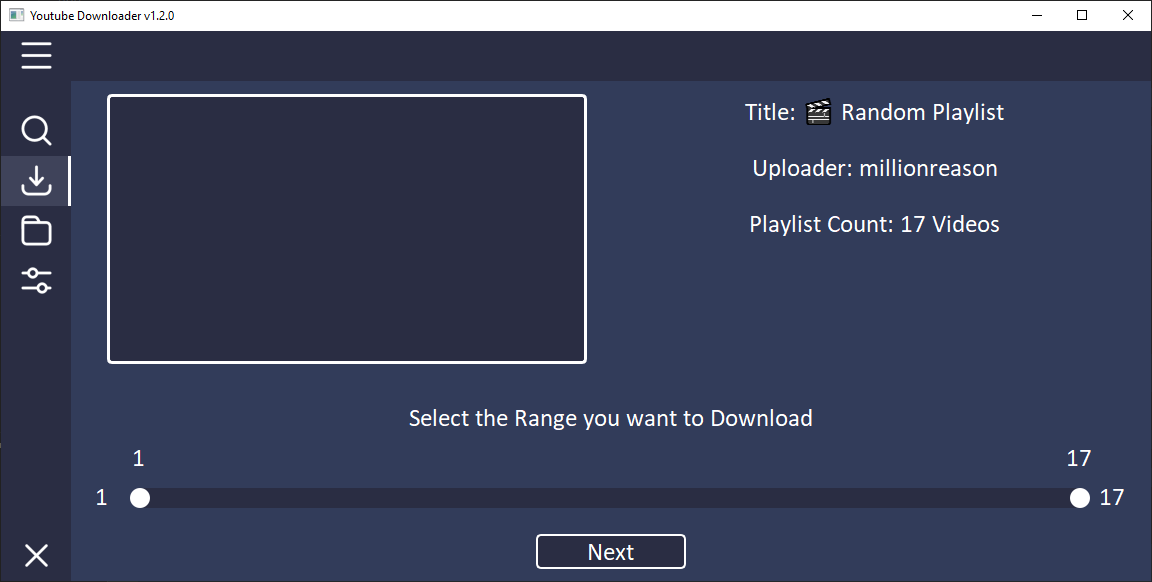 Youtube Downloader v1.2.0
Title: 🎬 Random Playlist
Uploader: millionreason
Playlist Count: 17 Videos
Select the Range you want to Download
1 17
1 17
Next